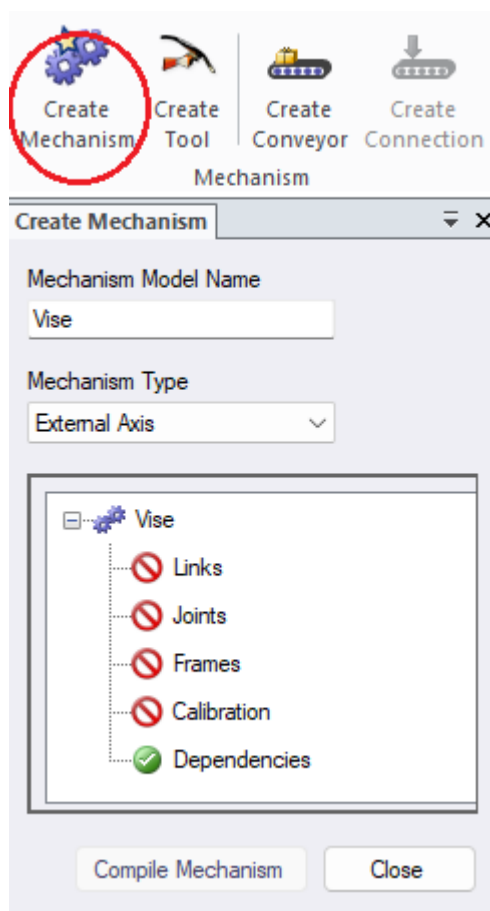 Create Mechanism
Create Tool
Create Conveyor
Create Connection
Mechanism
Create Mechanism
Mechanism Model Name
Vise
Mechanism Type
External Axis
Vise
Links
Joints
Frames
Calibration
Dependencies
Compile Mechanism
Close